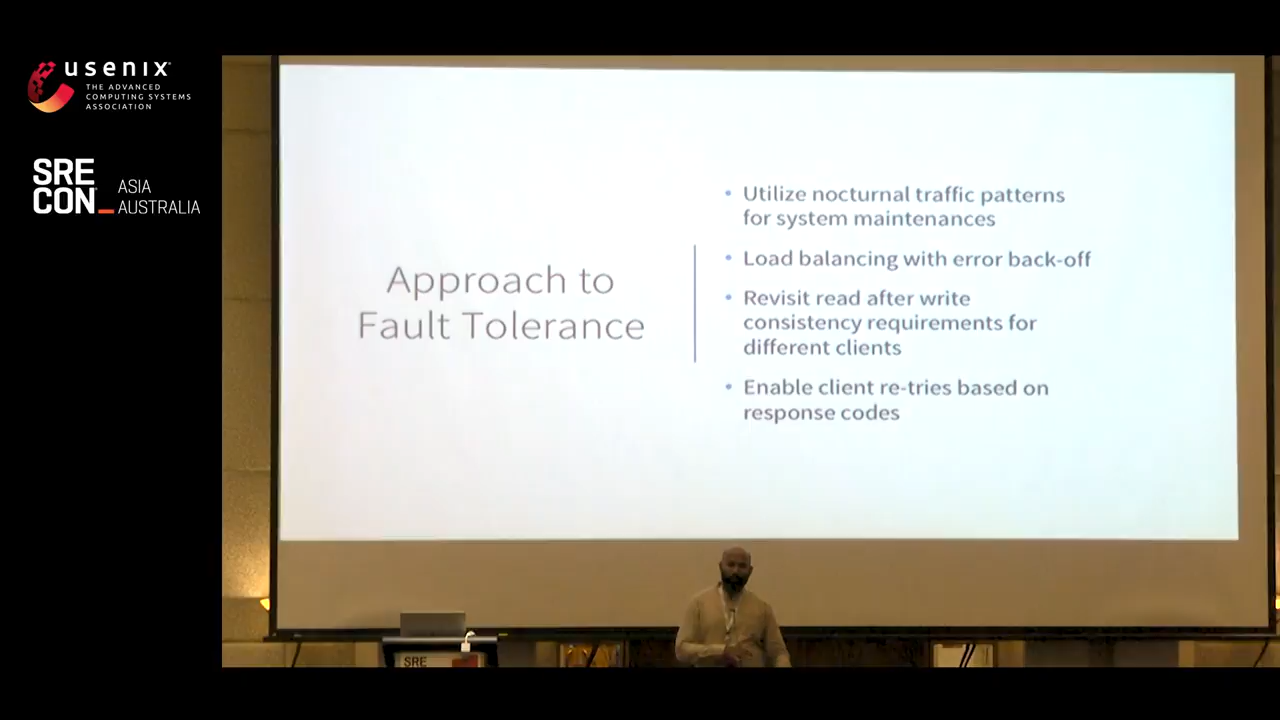 usenix
THE ADVANCED
COMPUTING SYSTEMS
ASSOCIATION
SRE
CON
ASIA
AUSTRALIA
Approach to
Fault Tolerance
• Utilize nocturnal traffic patterns
for system maintenances
• Load balancing with error back-off
• Revisit read after write
consistency requirements for
different clients
• Enable client re-tries based on
response codes
SRE